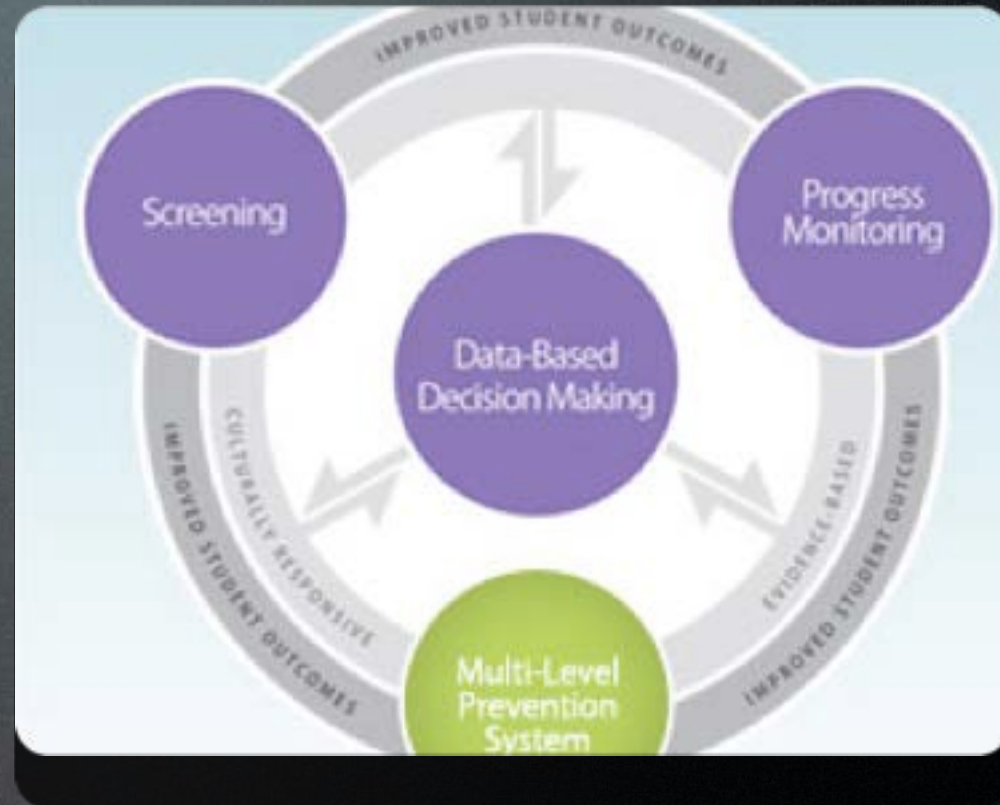 IMPROVED STUDENT OUTCOMES
Screening
Progress
Monitoring
Data-Based
Decision Making
IMPROVED STUDENT OUTCOMES
CULTURALLY RESPONSIVE
EVIDENCE-BASED
IMPROVED STUDENT OUTCOMES
Multi-Level
Prevention
System